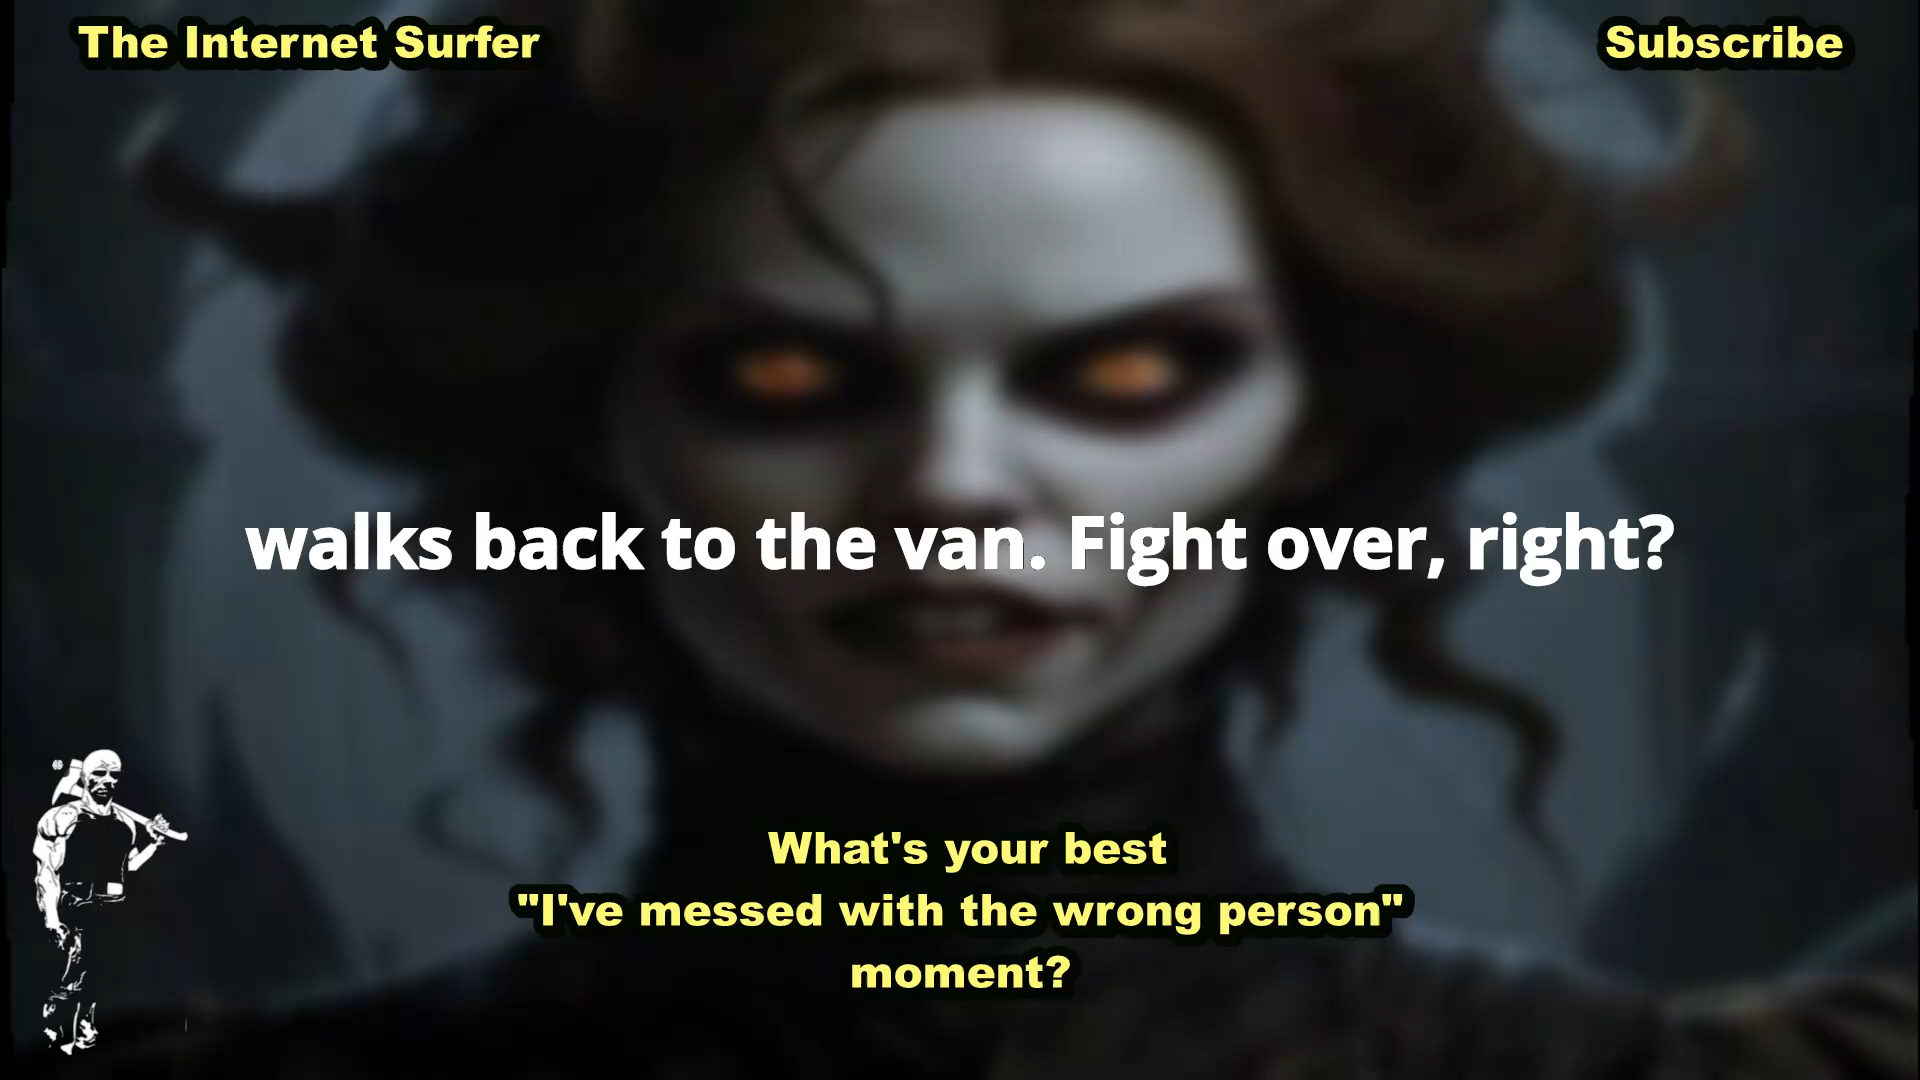 The Internet Surfer
Subscribe
walks back to the van. Fight over, right?
What's your best
"I've messed with the wrong person"
moment?